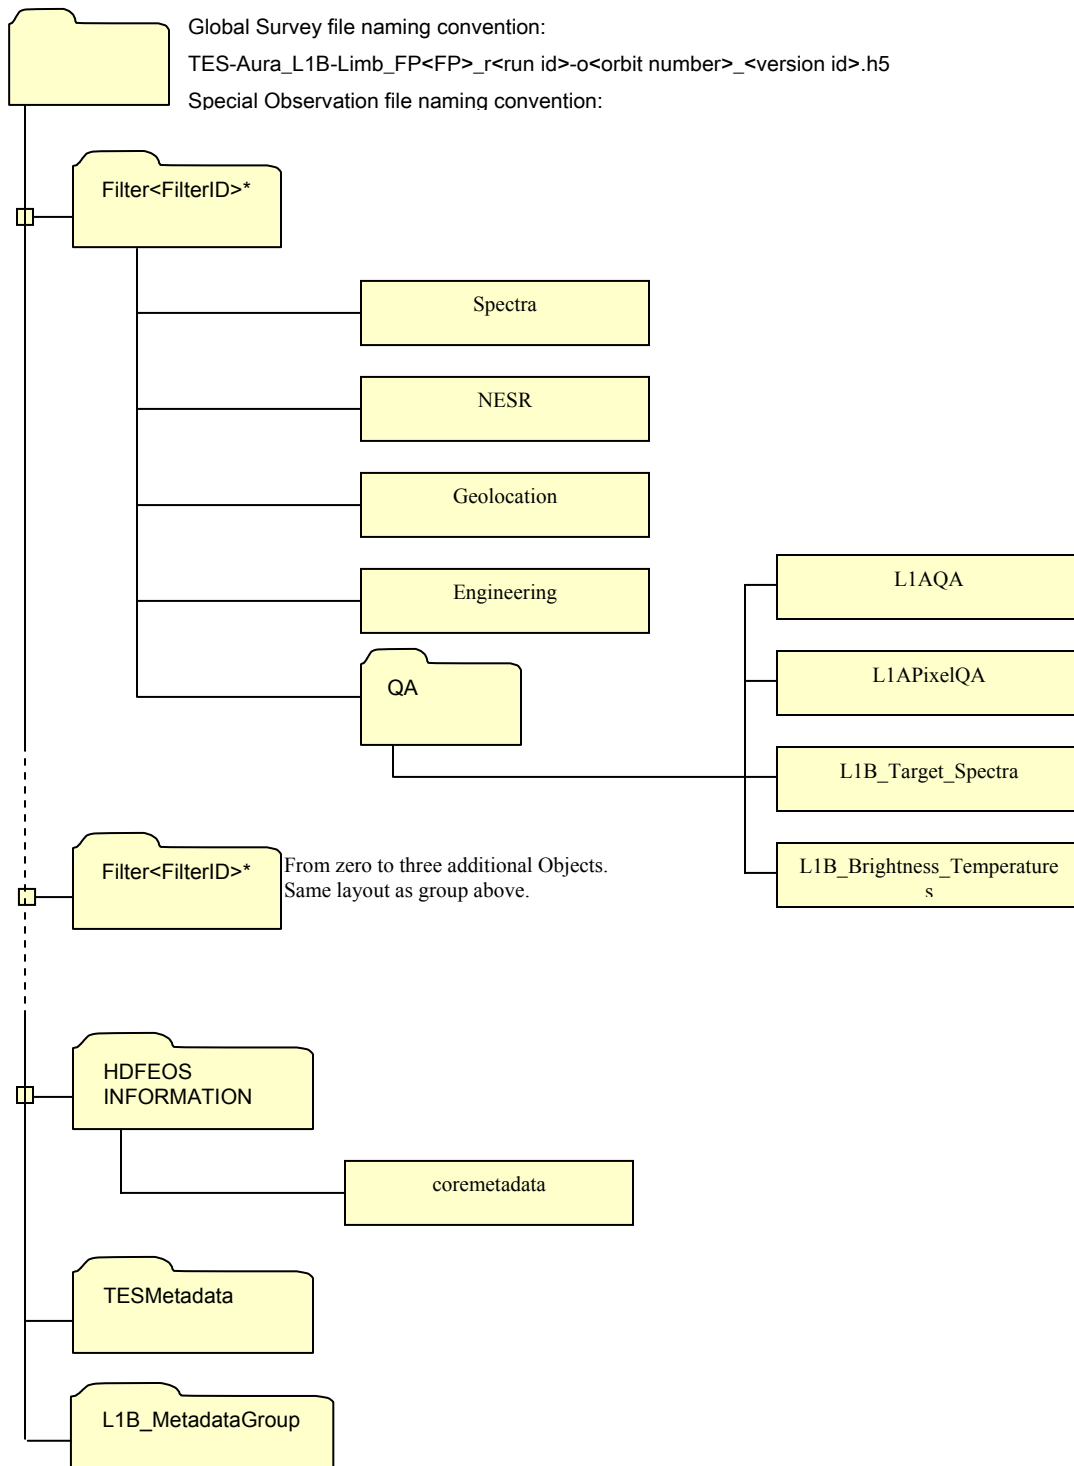 Global Survey file naming convention:
TES-Aura_L1B-Limb_FP<FP>_r<run id>-o<orbit number>_<version id>.h5
Special Observation file naming convention:
Filter<FilterID>*
Spectra
NESR
Geolocation
Engineering
QA
L1AQA
L1APixelQA
L1B_Target_Spectra
L1B_Brightness_Temperature
s
Filter<FilterID>*
From zero to three additional Objects.
Same layout as group above.
HDFEOS
INFORMATION
coremetadata
TESMetadata
L1B_MetadataGroup